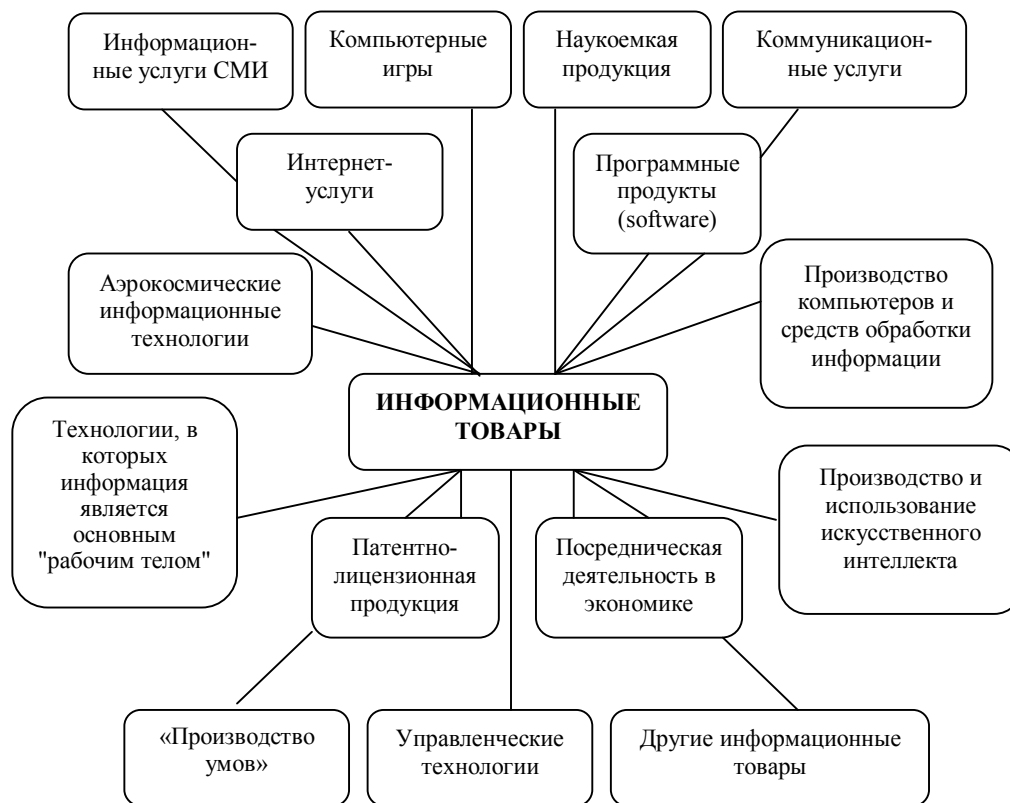 Информацион-
ные услуги СМИ
Компьютерные
игры
Наукоемкая
продукция
Коммуникацион-
ные услуги
Интернет-
услуги
Программные
продукты
(software)
Аэрокосмические
информационные
технологии
Производство
компьютеров и
средств обработки
информации
ИНФОРМАЦИОННЫЕ
ТОВАРЫ
Технологии, в
которых
информация
является
основным
"рабочим телом"
Производство и
использование
искусственного
интеллекта
Патентно-
лицензионная
продукция
Посредническая
деятельность в
экономике
«Производство
умов»
Управленческие
технологии
Другие информационные
товары